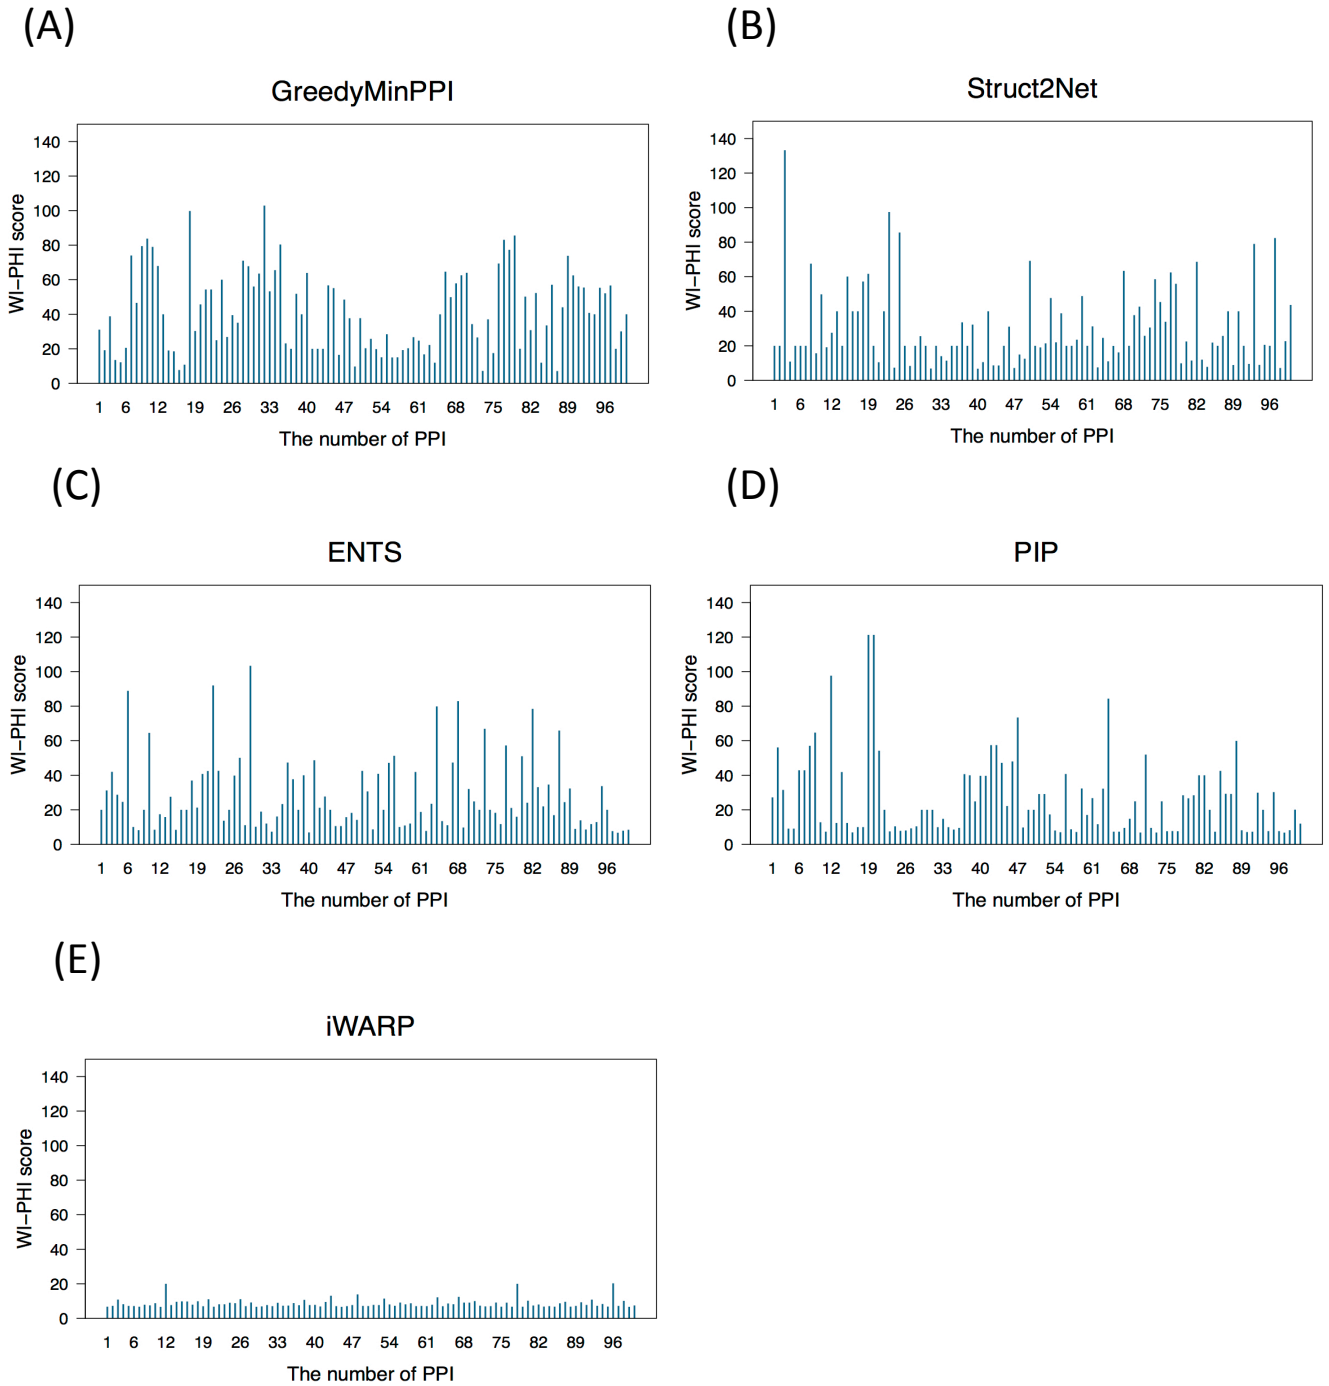 (A)
GreedyMinPPI
WI−PHI score
140
120
100
80
60
40
20
0
1 6 12 19 26 33 40 47 54 61 68 75 82 89 96
The number of PPI
(B)
Struct2Net
WI−PHI score
140
120
100
80
60
40
20
0
1 6 12 19 26 33 40 47 54 61 68 75 82 89 96
The number of PPI
(C)
ENTS
WI−PHI score
140
120
100
80
60
40
20
0
1 6 12 19 26 33 40 47 54 61 68 75 82 89 96
The number of PPI
(D)
PIP
WI−PHI score
140
120
100
80
60
40
20
0
1 6 12 19 26 33 40 47 54 61 68 75 82 89 96
The number of PPI
(E)
iWARP
WI−PHI score
140
120
100
80
60
40
20
0
1 6 12 19 26 33 40 47 54 61 68 75 82 89 96
The number of PPI